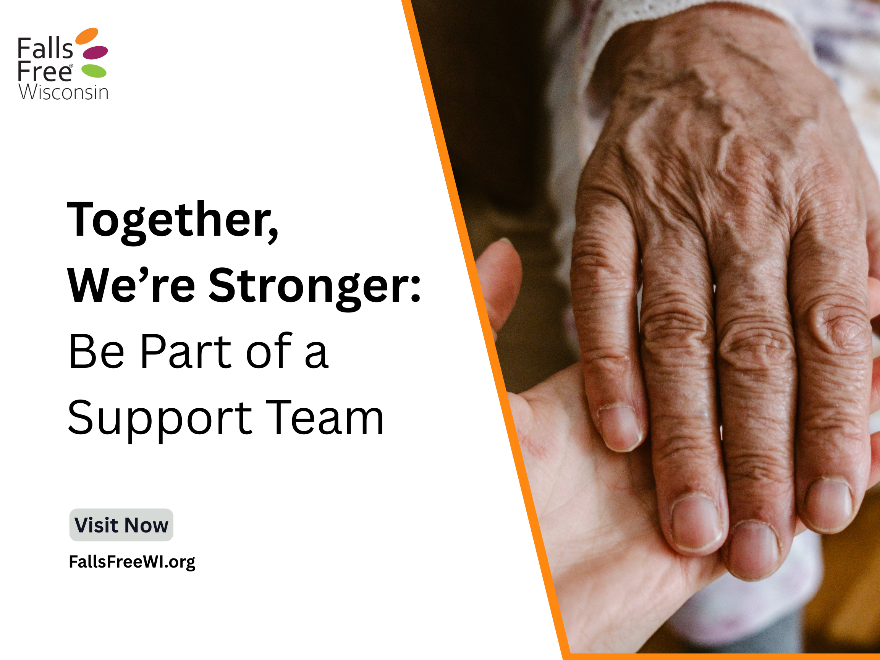 Falls
Free®
Wisconsin
Together,
We’re Stronger:
Be Part of a
Support Team
Visit Now
FallsFreeWI.org